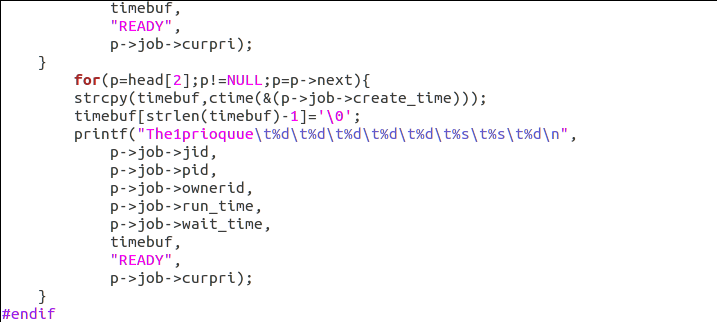 timebuf,
            "READY",
            p->job->curpri);
    }
        for(p=head[2];p!=NULL;p=p->next){
        strcpy(timebuf,ctime(&(p->job->create_time)));
        timebuf[strlen(timebuf)-1]='\0';
        printf("The1prioquue\t%d\t%d\t%d\t%d\t%d\t%s\t%s\t%d\n",
            p->job->jid,
            p->job->pid,
            p->job->ownerid,
            p->job->run_time,
            p->job->wait_time,
            timebuf,
            "READY",
            p->job->curpri);
    }
#endif